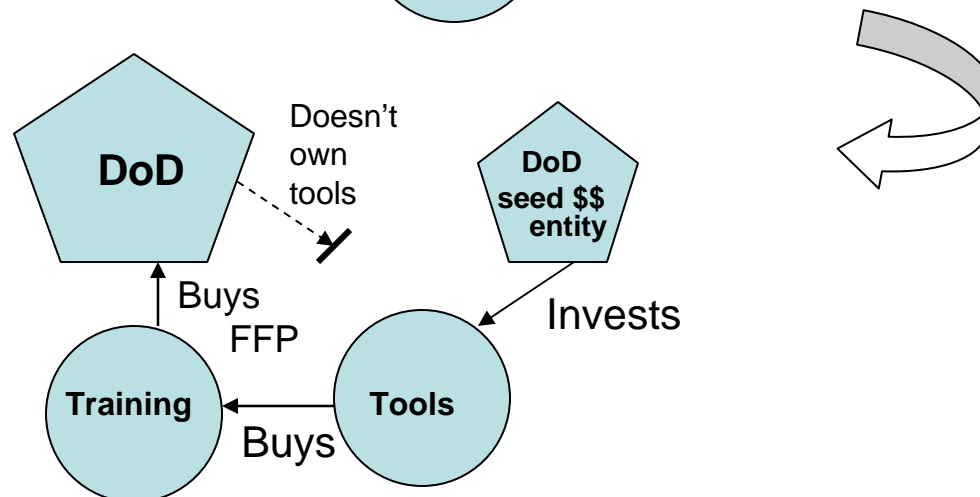 Doesn't
own
tools
DoD
DoD
seed $$
entity
Buys
FFP
Invests
Training
Tools
Buys